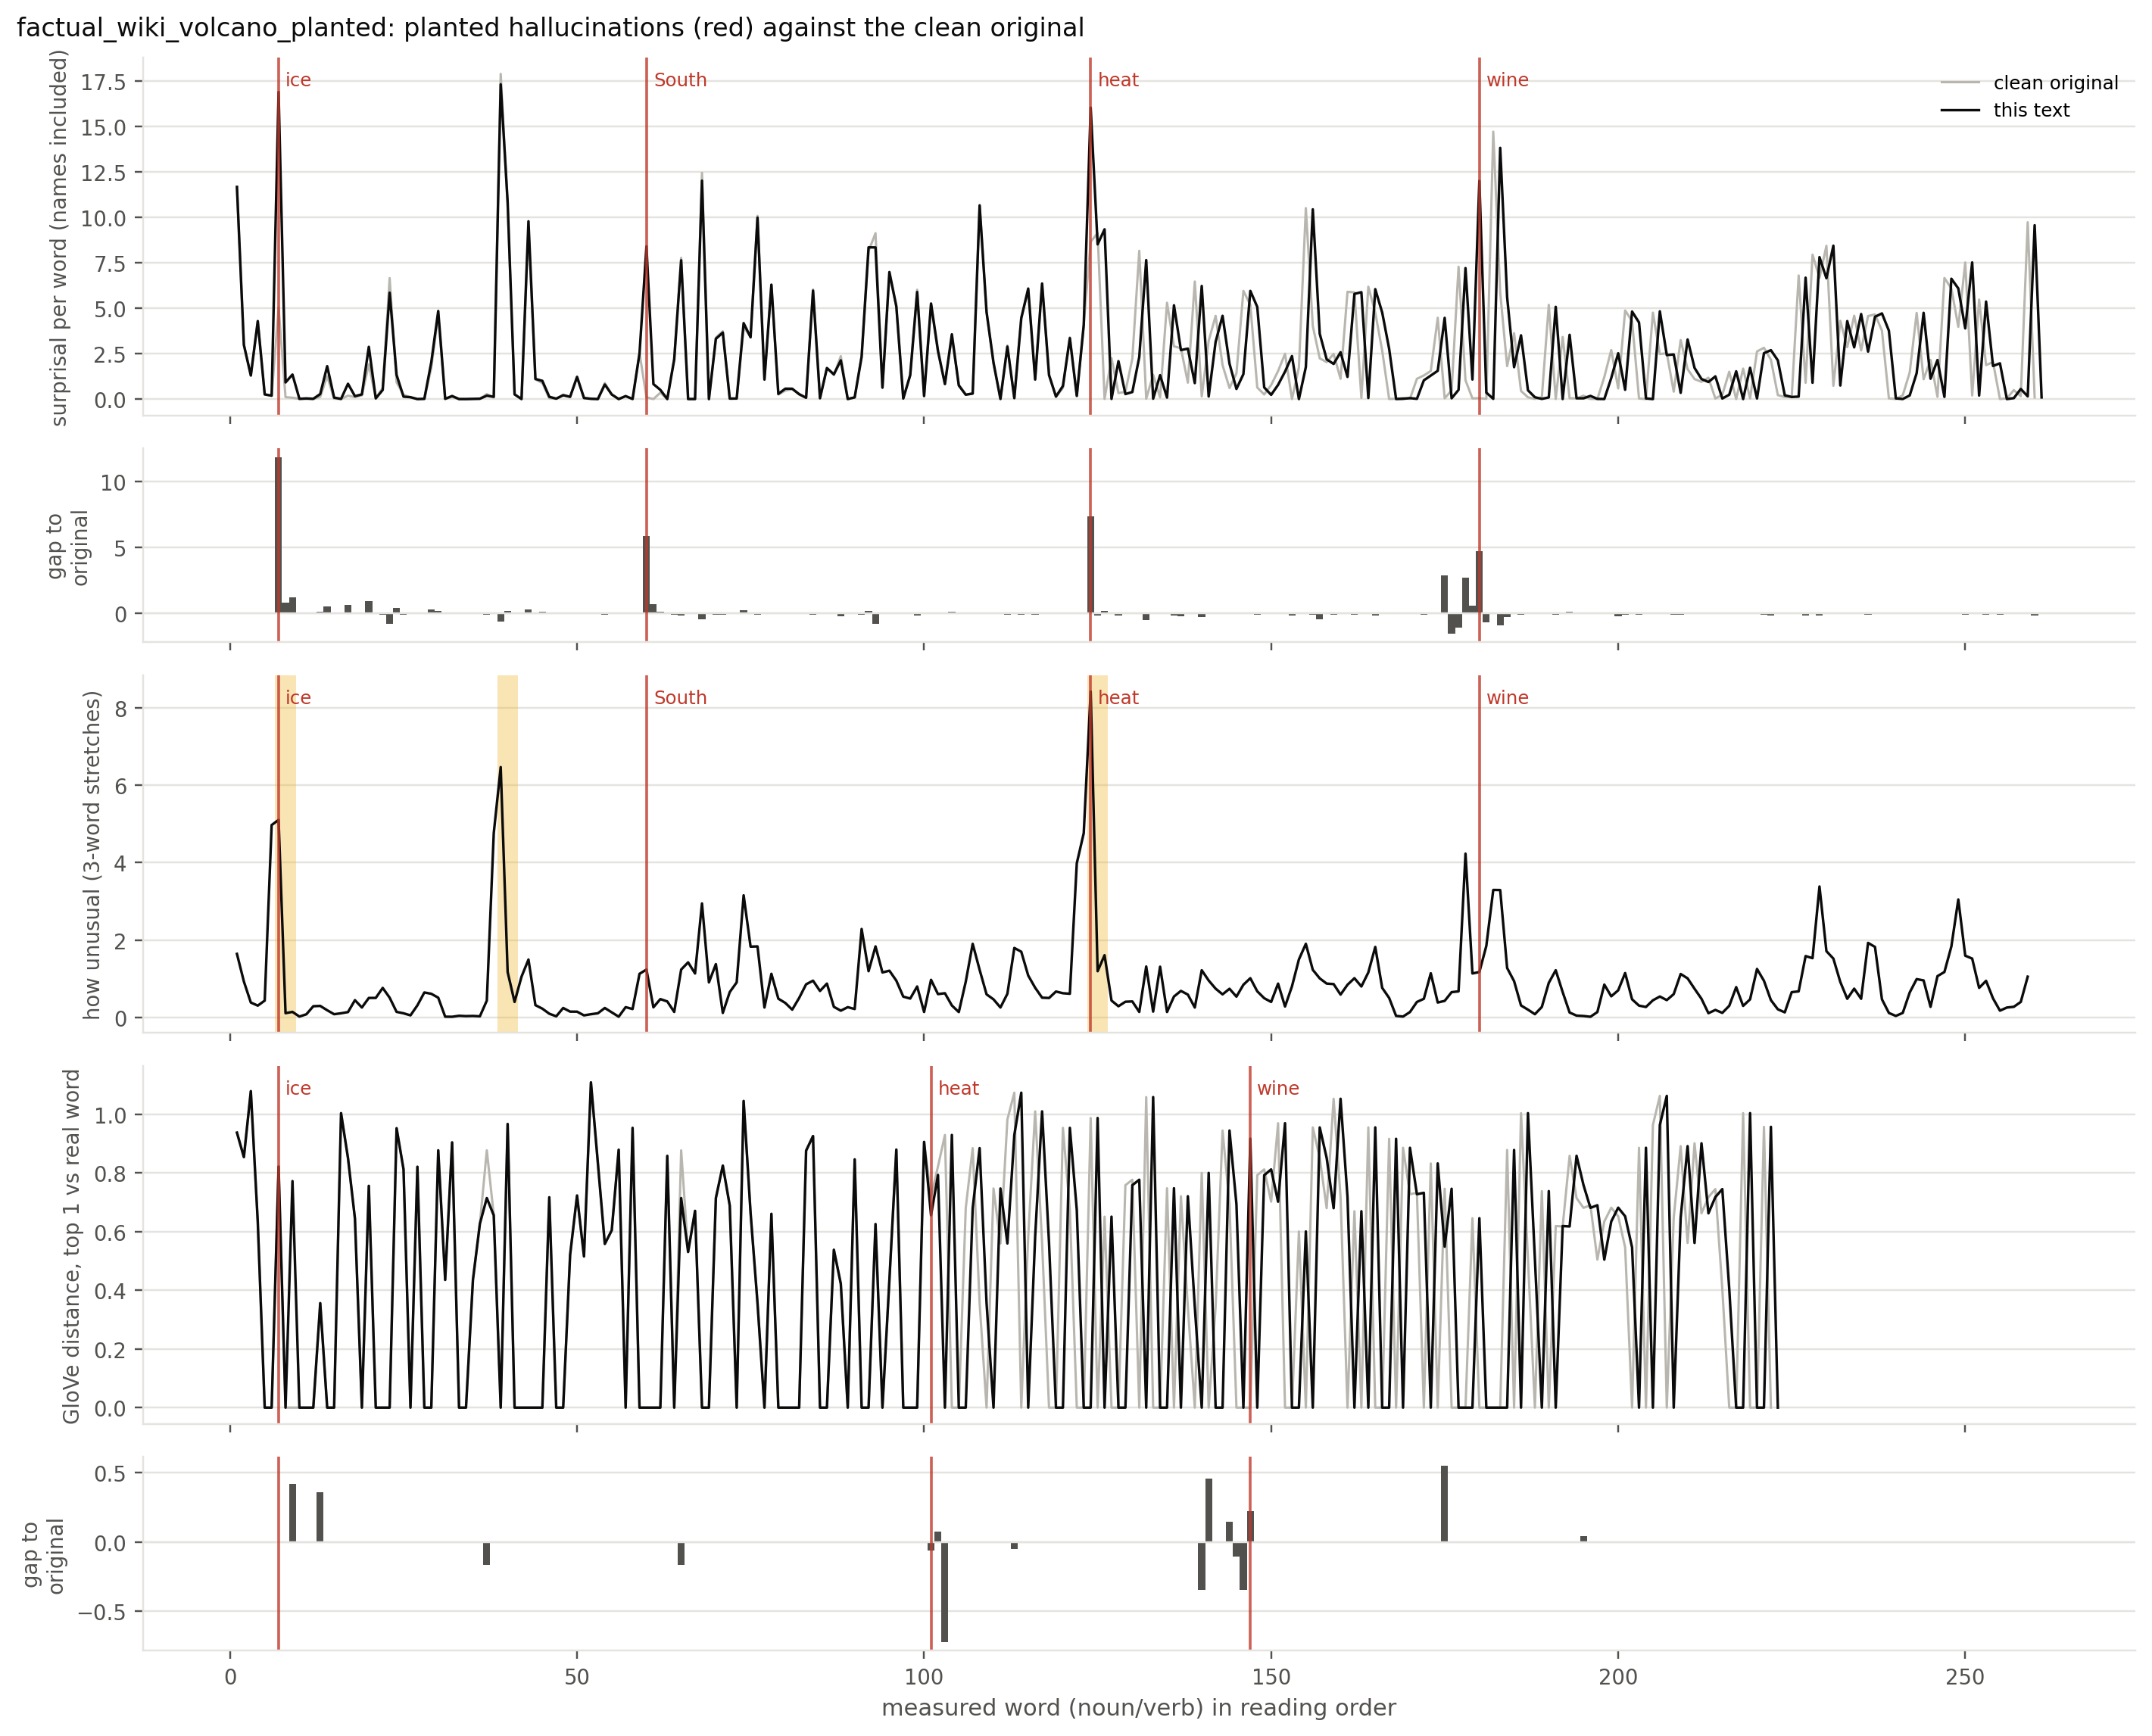 factual_wiki_volcano_planted: planted hallucinations (red) against the clean original
surprisal per word (names included)
17.5
15.0
12.5
10.0
7.5
5.0
2.5
0.0
ice
South
heat
wine
clean original
this text
gap to
original
10
5
0
how unusual (3-word stretches)
8
6
4
2
0
ice
South
heat
wine
GloVe distance, top 1 vs real word
1.0
0.8
0.6
0.4
0.2
0.0
ice
heat
wine
gap to
original
0.5
0.0
−0.5
0
50
100
150
200
250
measured word (noun/verb) in reading order